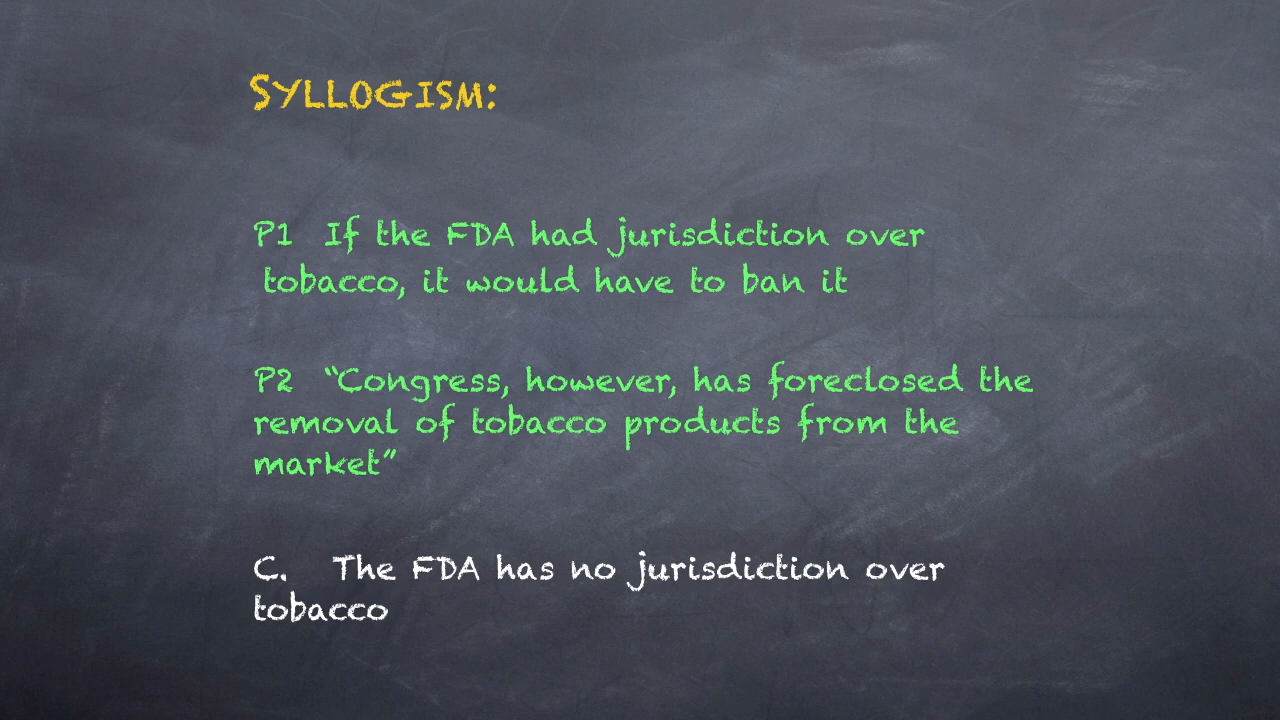 SYLLOGISM:
P1 If the FDA had jurisdiction over
tobacco, it would have to ban it
P2 “Congress, however, has foreclosed the
removal of tobacco products from the
market”
C. The FDA has no jurisdiction over
tobacco